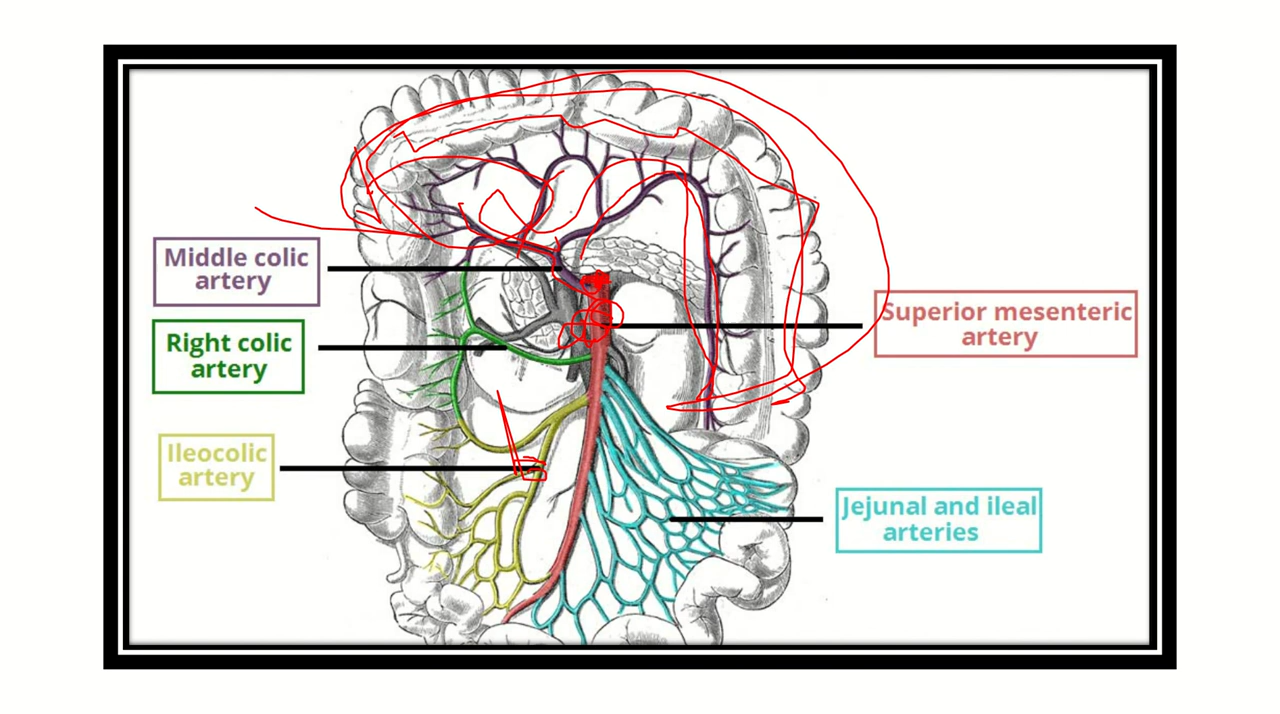 Middle colic
artery
Right colic
artery
Ileocolic
artery
Superior mesenteric
artery
Jejunal and ileal
arteries